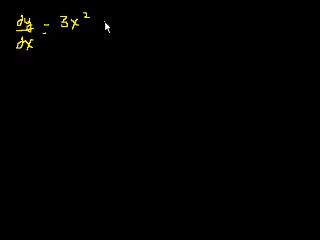 dy/dx = 3x²